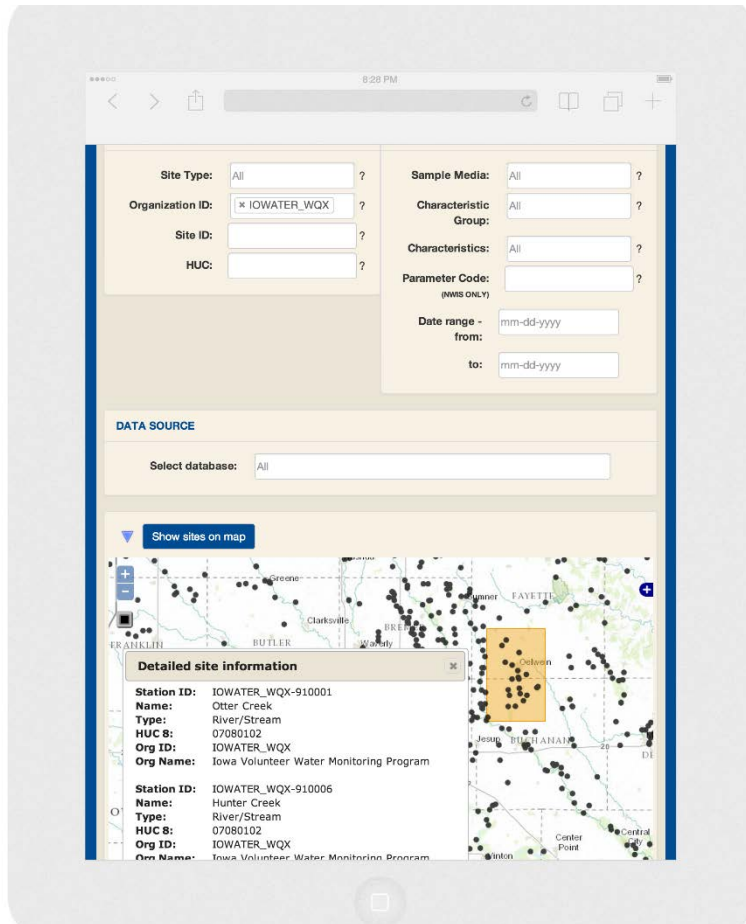 8:28 PM
Site Type: All ?
Organization ID: × IOWATER_WQX ?
Site ID: ?
HUC: ?
Sample Media: All ?
Characteristic Group: All ?
Characteristics: All ?
Parameter Code: ?
(NWIS ONLY)
Date range - from: mm-dd-yyyy
to: mm-dd-yyyy
DATA SOURCE
Select database: All
Show sites on map
Greene
Sumner
FAYETTE
Clarksville
FRANKLIN
BUTLER
Waverly
Oelwein
Jesup
BUCHANAN
20
Center
Point
Central
City
Vinton
Detailed site information ×
Station ID: IOWATER_WQX-910001
Name: Otter Creek
Type: River/Stream
HUC 8: 07080102
Org ID: IOWATER_WQX
Org Name: Iowa Volunteer Water Monitoring Program
Station ID: IOWATER_WQX-910006
Name: Hunter Creek
Type: River/Stream
HUC 8: 07080102
Org ID: IOWATER_WQX
Org Name: Iowa Volunteer Water Monitoring Program